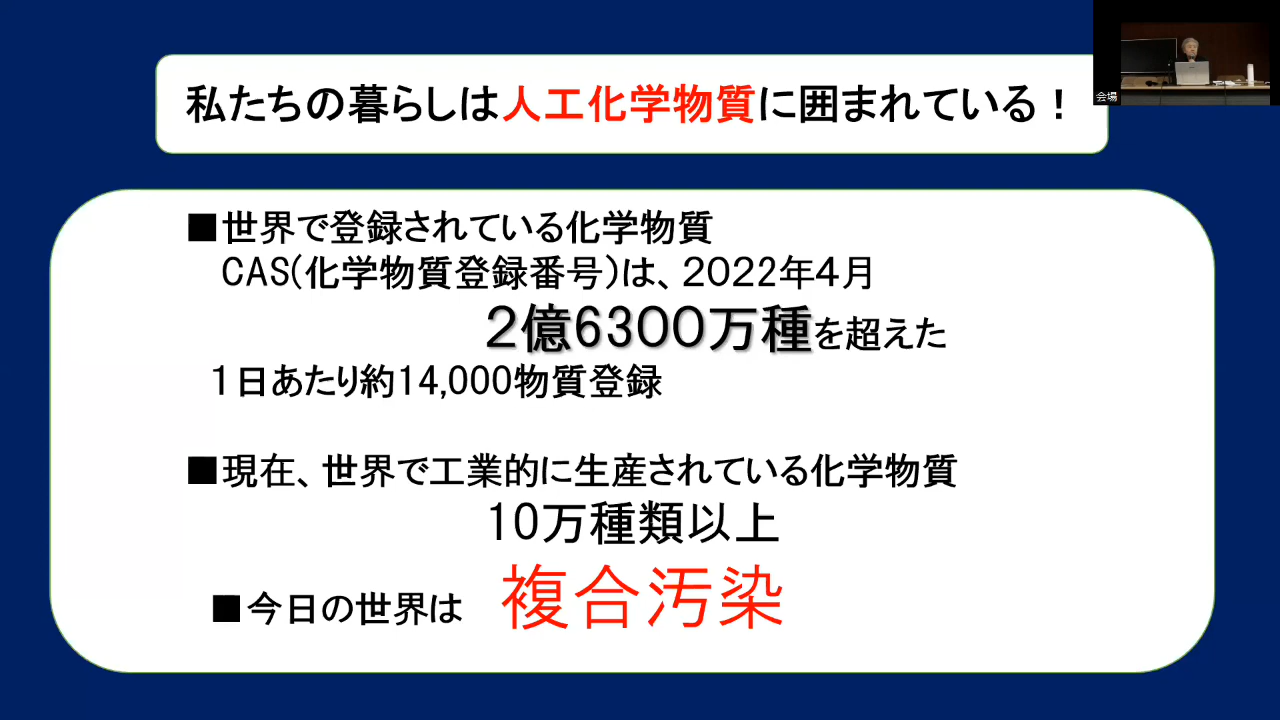 私たちの暮らしは人工化学物質に囲まれている！
会場
■世界で登録されている化学物質
CAS(化学物質登録番号)は、2022年4月
2億6300万種を超えた
1日あたり約14,000物質登録
■現在、世界で工業的に生産されている化学物質
10万種類以上
■今日の世界は 複合汚染